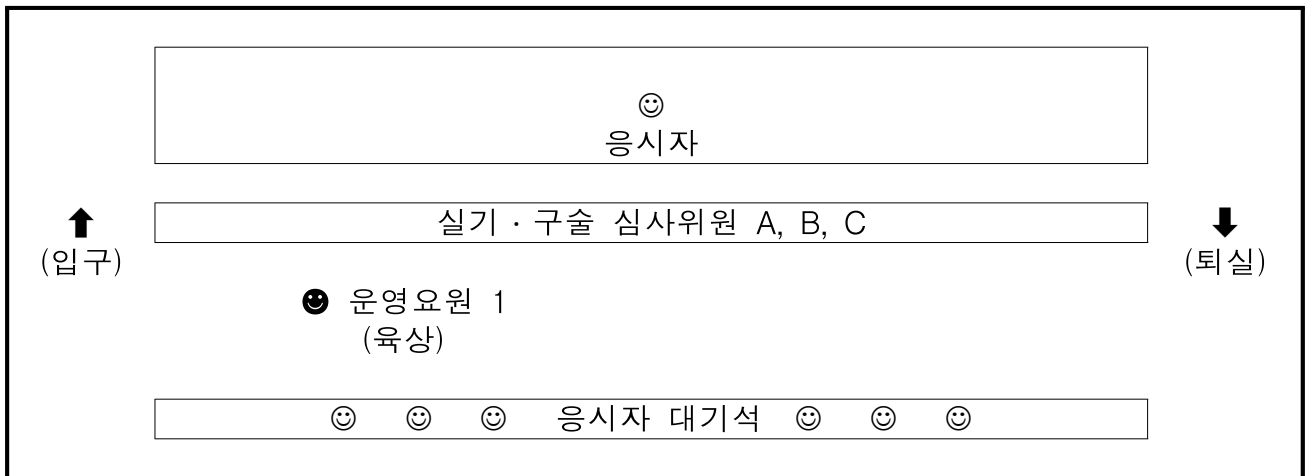 응시자
실기·구술 심사위원 A, B, C
(입구)
(퇴실)
운영요원 1
(육상)
응시자 대기석